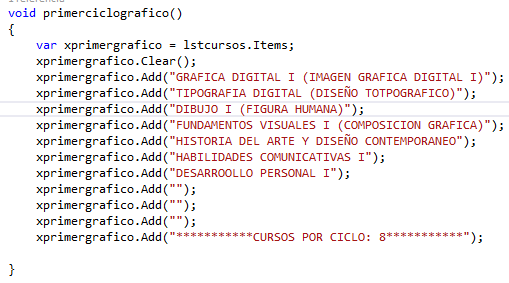 void primerciclografico()
{
var xprimergrafico = lstcursos.Items;
xprimergrafico.Clear();
xprimergrafico.Add("GRAFICA DIGITAL I (IMAGEN GRAFICA DIGITAL I)");
xprimergrafico.Add("TIPOGRAFIA DIGITAL (DISEÑO TOTPOGRAFICO)");
xprimergrafico.Add("DIBUJO I (FIGURA HUMANA)");
xprimergrafico.Add("FUNDAMENTOS VISUALES I (COMPOSICION GRAFICA)");
xprimergrafico.Add("HISTORIA DEL ARTE Y DISEÑO CONTEMPORANEO");
xprimergrafico.Add("HABILIDADES COMUNICATIVAS I");
xprimergrafico.Add("DESARROOLLO PERSONAL I");
xprimergrafico.Add("");
xprimergrafico.Add("");
xprimergrafico.Add("");
xprimergrafico.Add("***********CURSOS POR CICLO: 8***********");
}